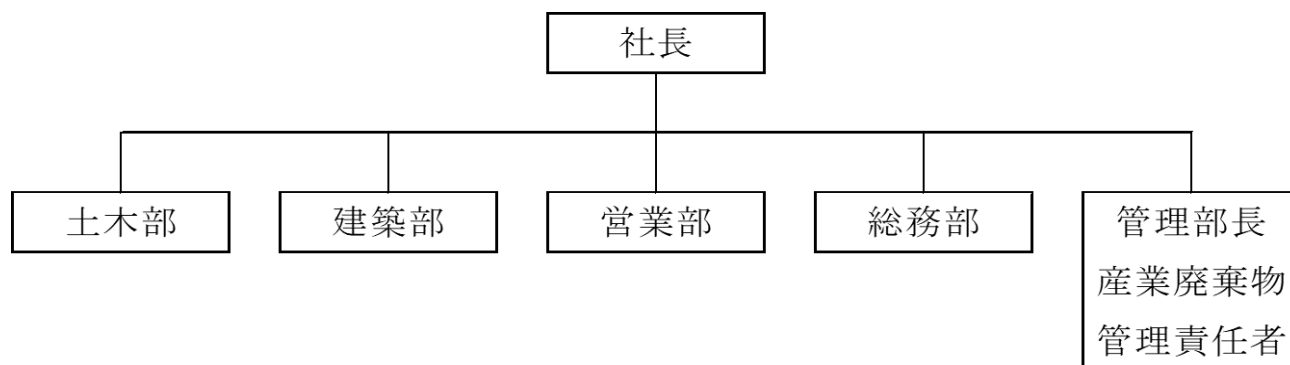 社長
土木部
建築部
営業部
総務部
管理部長
産業廃棄物
管理責任者